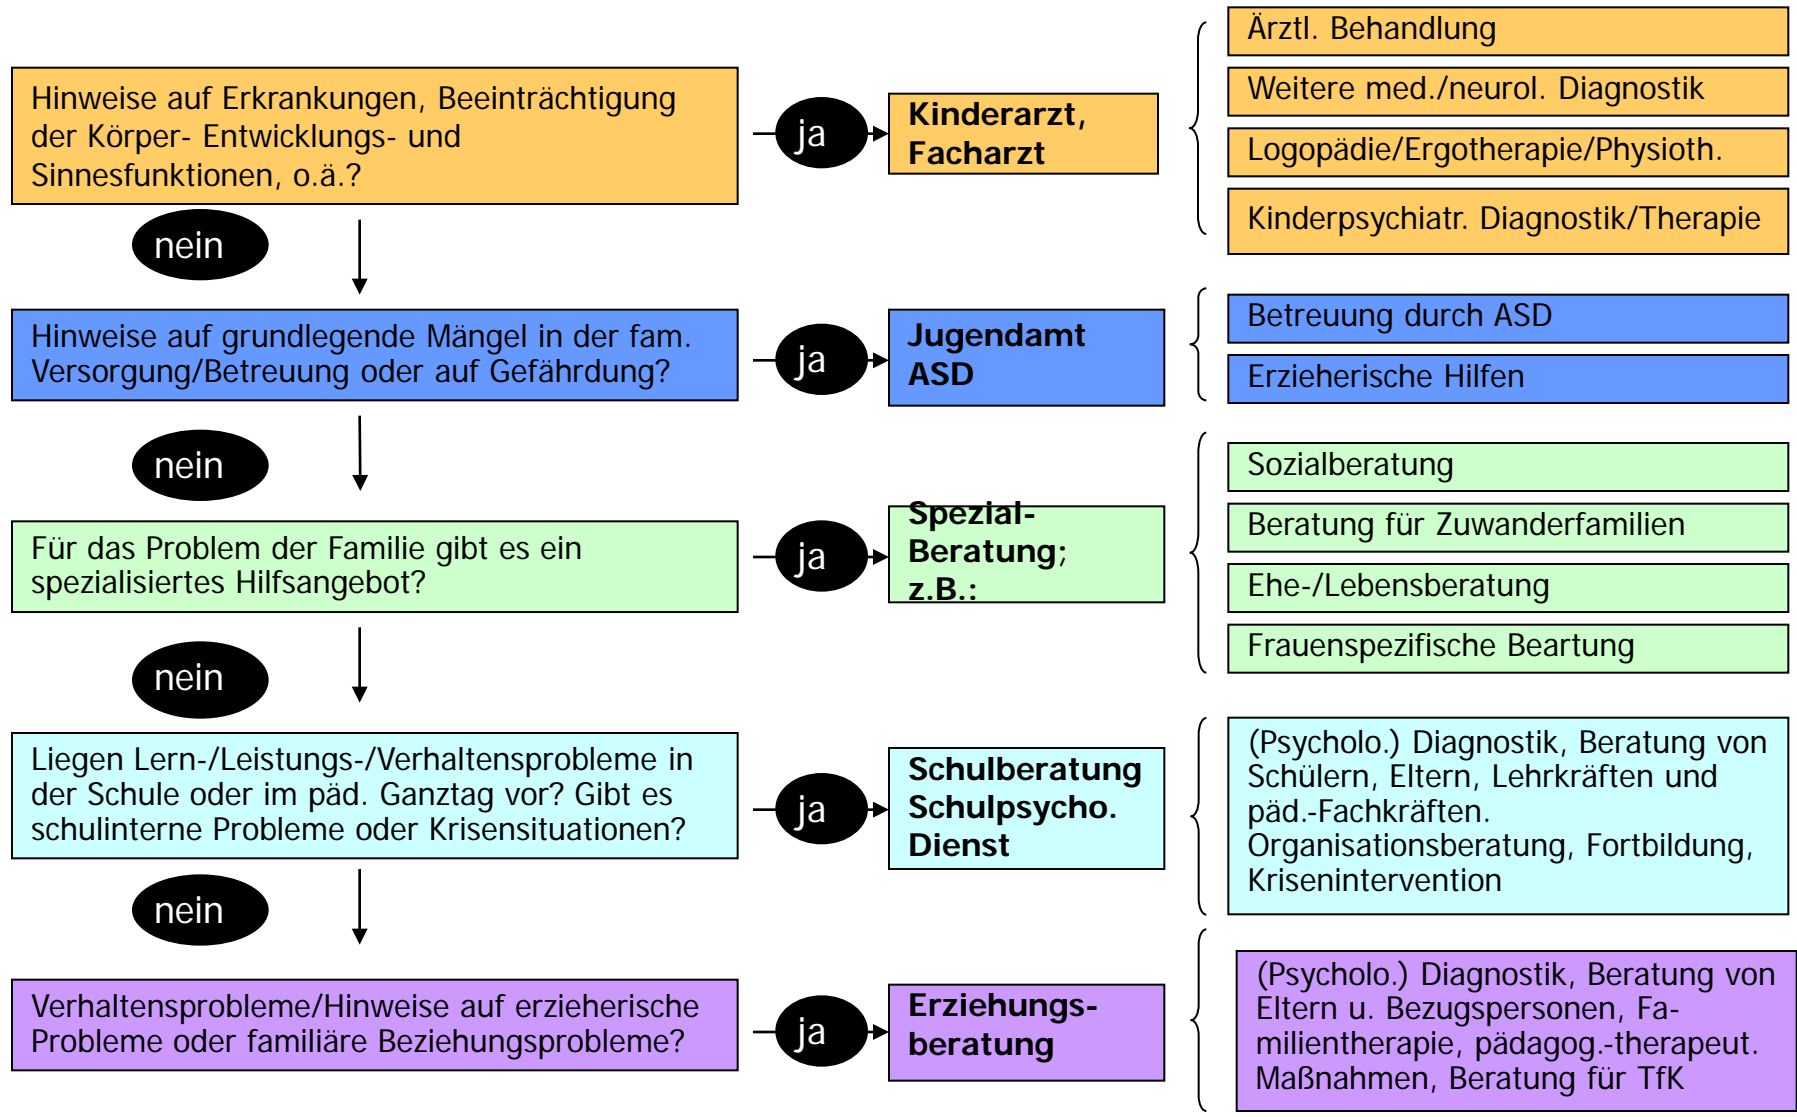 Hinweise auf Erkrankungen, Beeinträchtigung
der Körper- Entwicklungs- und
Sinnesfunktionen, o.ä.?
ja
Kinderarzt,
Facharzt
Ärztl. Behandlung
Weitere med./neurol. Diagnostik
Logopädie/Ergotherapie/Physioth.
Kinderpsychiatr. Diagnostik/Therapie
nein
Hinweise auf grundlegende Mängel in der fam.
Versorgung/Betreuung oder auf Gefährdung?
ja
Jugendamt
ASD
Betreuung durch ASD
Erzieherische Hilfen
nein
Für das Problem der Familie gibt es ein
spezialisiertes Hilfsangebot?
ja
Spezial-
Beratung;
z.B.:
Sozialberatung
Beratung für Zuwanderfamilien
Ehe-/Lebensberatung
Frauenspezifische Beartung
nein
Liegen Lern-/Leistungs-/Verhaltensprobleme in
der Schule oder im päd. Ganztag vor? Gibt es
schulinterne Probleme oder Krisensituationen?
ja
Schulberatung
Schulpsycho.
Dienst
(Psycholo.) Diagnostik, Beratung von
Schülern, Eltern, Lehrkräften und
päd.-Fachkräften.
Organisationsberatung, Fortbildung,
Krisenintervention
nein
Verhaltensprobleme/Hinweise auf erzieherische
Probleme oder familiäre Beziehungsprobleme?
ja
Erziehungs-
beratung
(Psycholo.) Diagnostik, Beratung von
Eltern u. Bezugspersonen, Fa-
milientherapie, pädagog.-therapeut.
Maßnahmen, Beratung für TfK